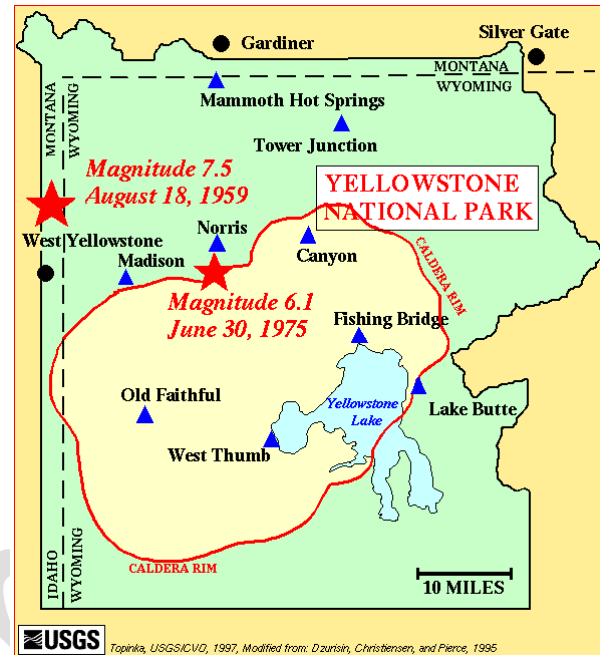 Silver Gate
Gardiner
MONTANA
WYOMING
MONTANA
WYOMING
Mammoth Hot Springs
Tower Junction
Magnitude 7.5
August 18, 1959
YELLOWSTONE
NATIONAL PARK
Norris
West Yellowstone
Madison
Canyon
CALDERA RIM
Magnitude 6.1
June 30, 1975
Fishing Bridge
Old Faithful
Yellowstone
Lake
Lake Butte
West Thumb
IDAHO
WYOMING
CALDERA RIM
10 MILES
USGS
Topinka, USGS/CVO, 1997, Modified from: Dzurisin, Christiensen, and Pierce, 1995